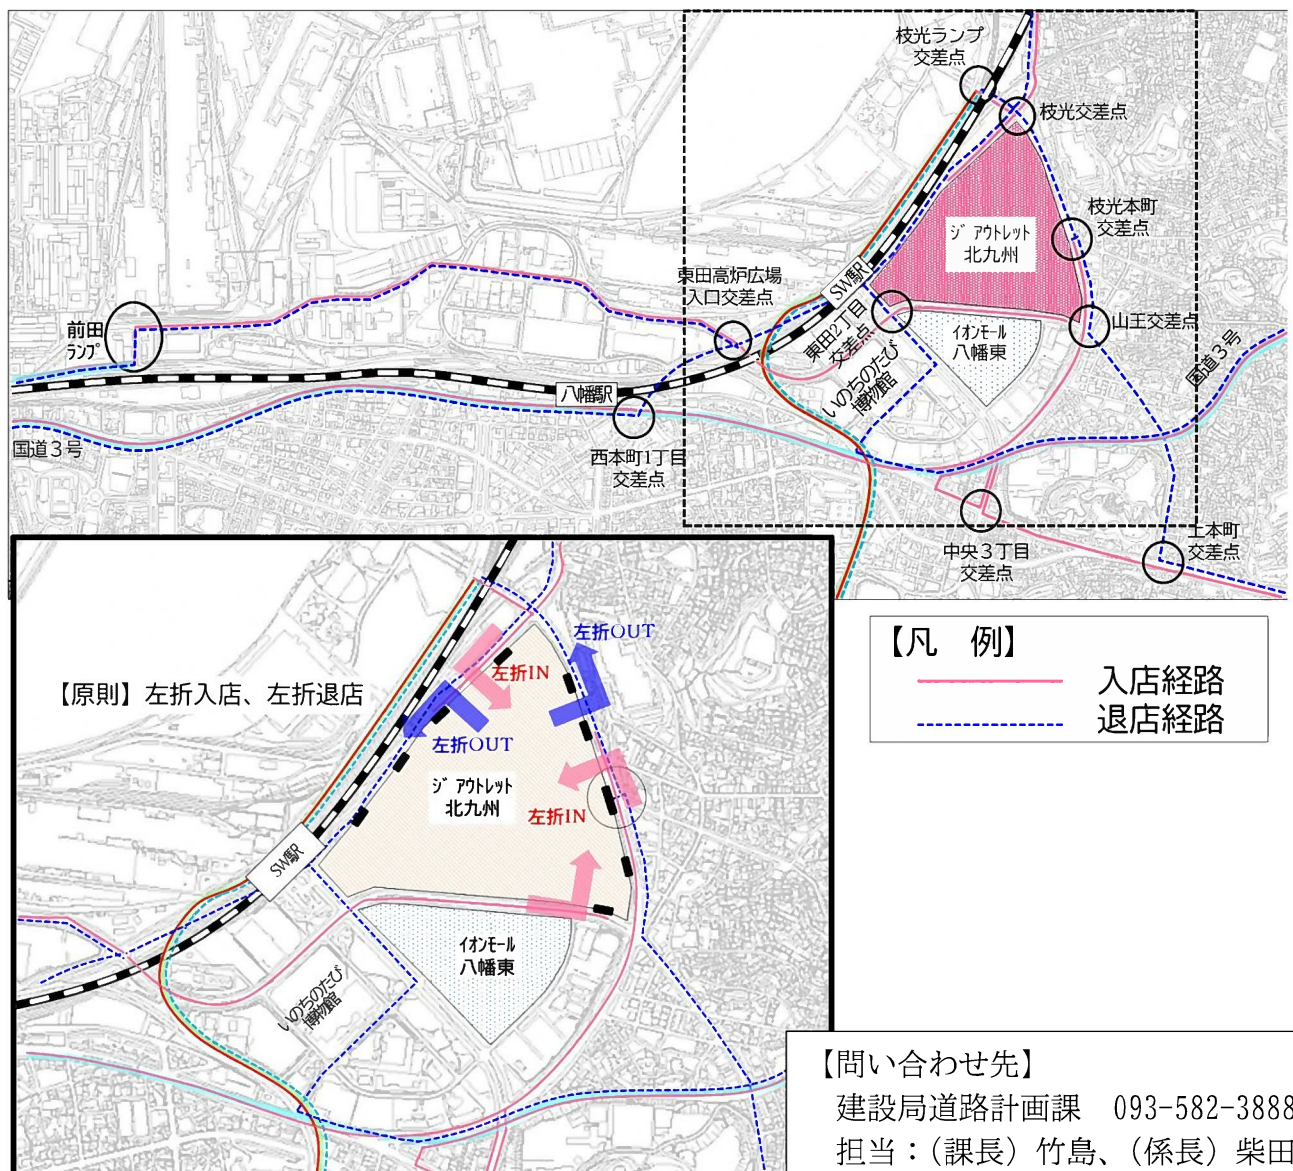 枝光ランプ
交差点
枝光交差点
枝光本町
交差点
ジ アウトレット
北九州
東田高炉広場
入口交差点
SW駅
東田2丁目
交差点
イオンモール
八幡東
山王交差点
前田
ランプ
いのちのたび
博物館
国道3号
八幡駅
国道3号
西本町1丁目
交差点
中央3丁目
交差点
上本町
交差点
【原則】左折入店、左折退店
左折OUT
左折IN
左折OUT
ジ アウトレット
北九州
左折IN
SW駅
イオンモール
八幡東
いのちのたび
博物館
【凡 例】
入店経路
退店経路
【問い合わせ先】
建設局道路計画課 093-582-3888
担当：(課長) 竹島、(係長) 柴田